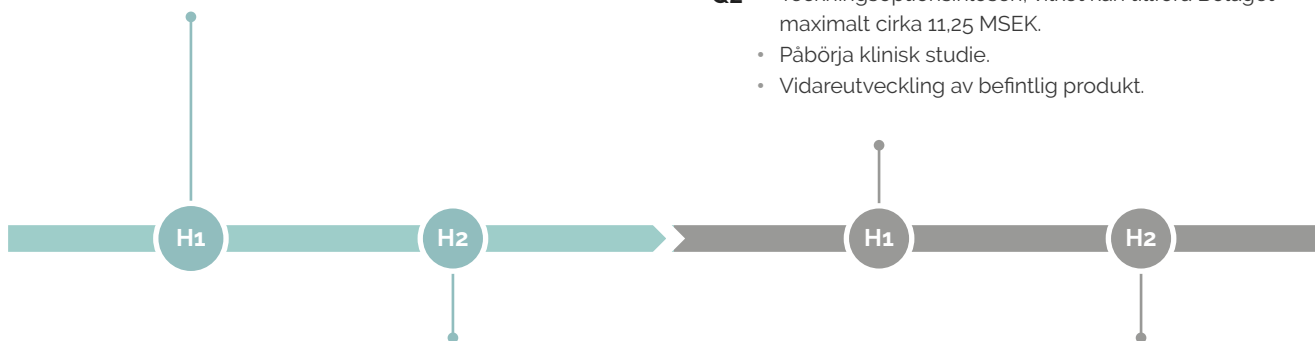 maximalt cirka 11,25 MSEK.
• Påbörja klinisk studie.
• Vidareutveckling av befintlig produkt.
H1 H2 H1 H2